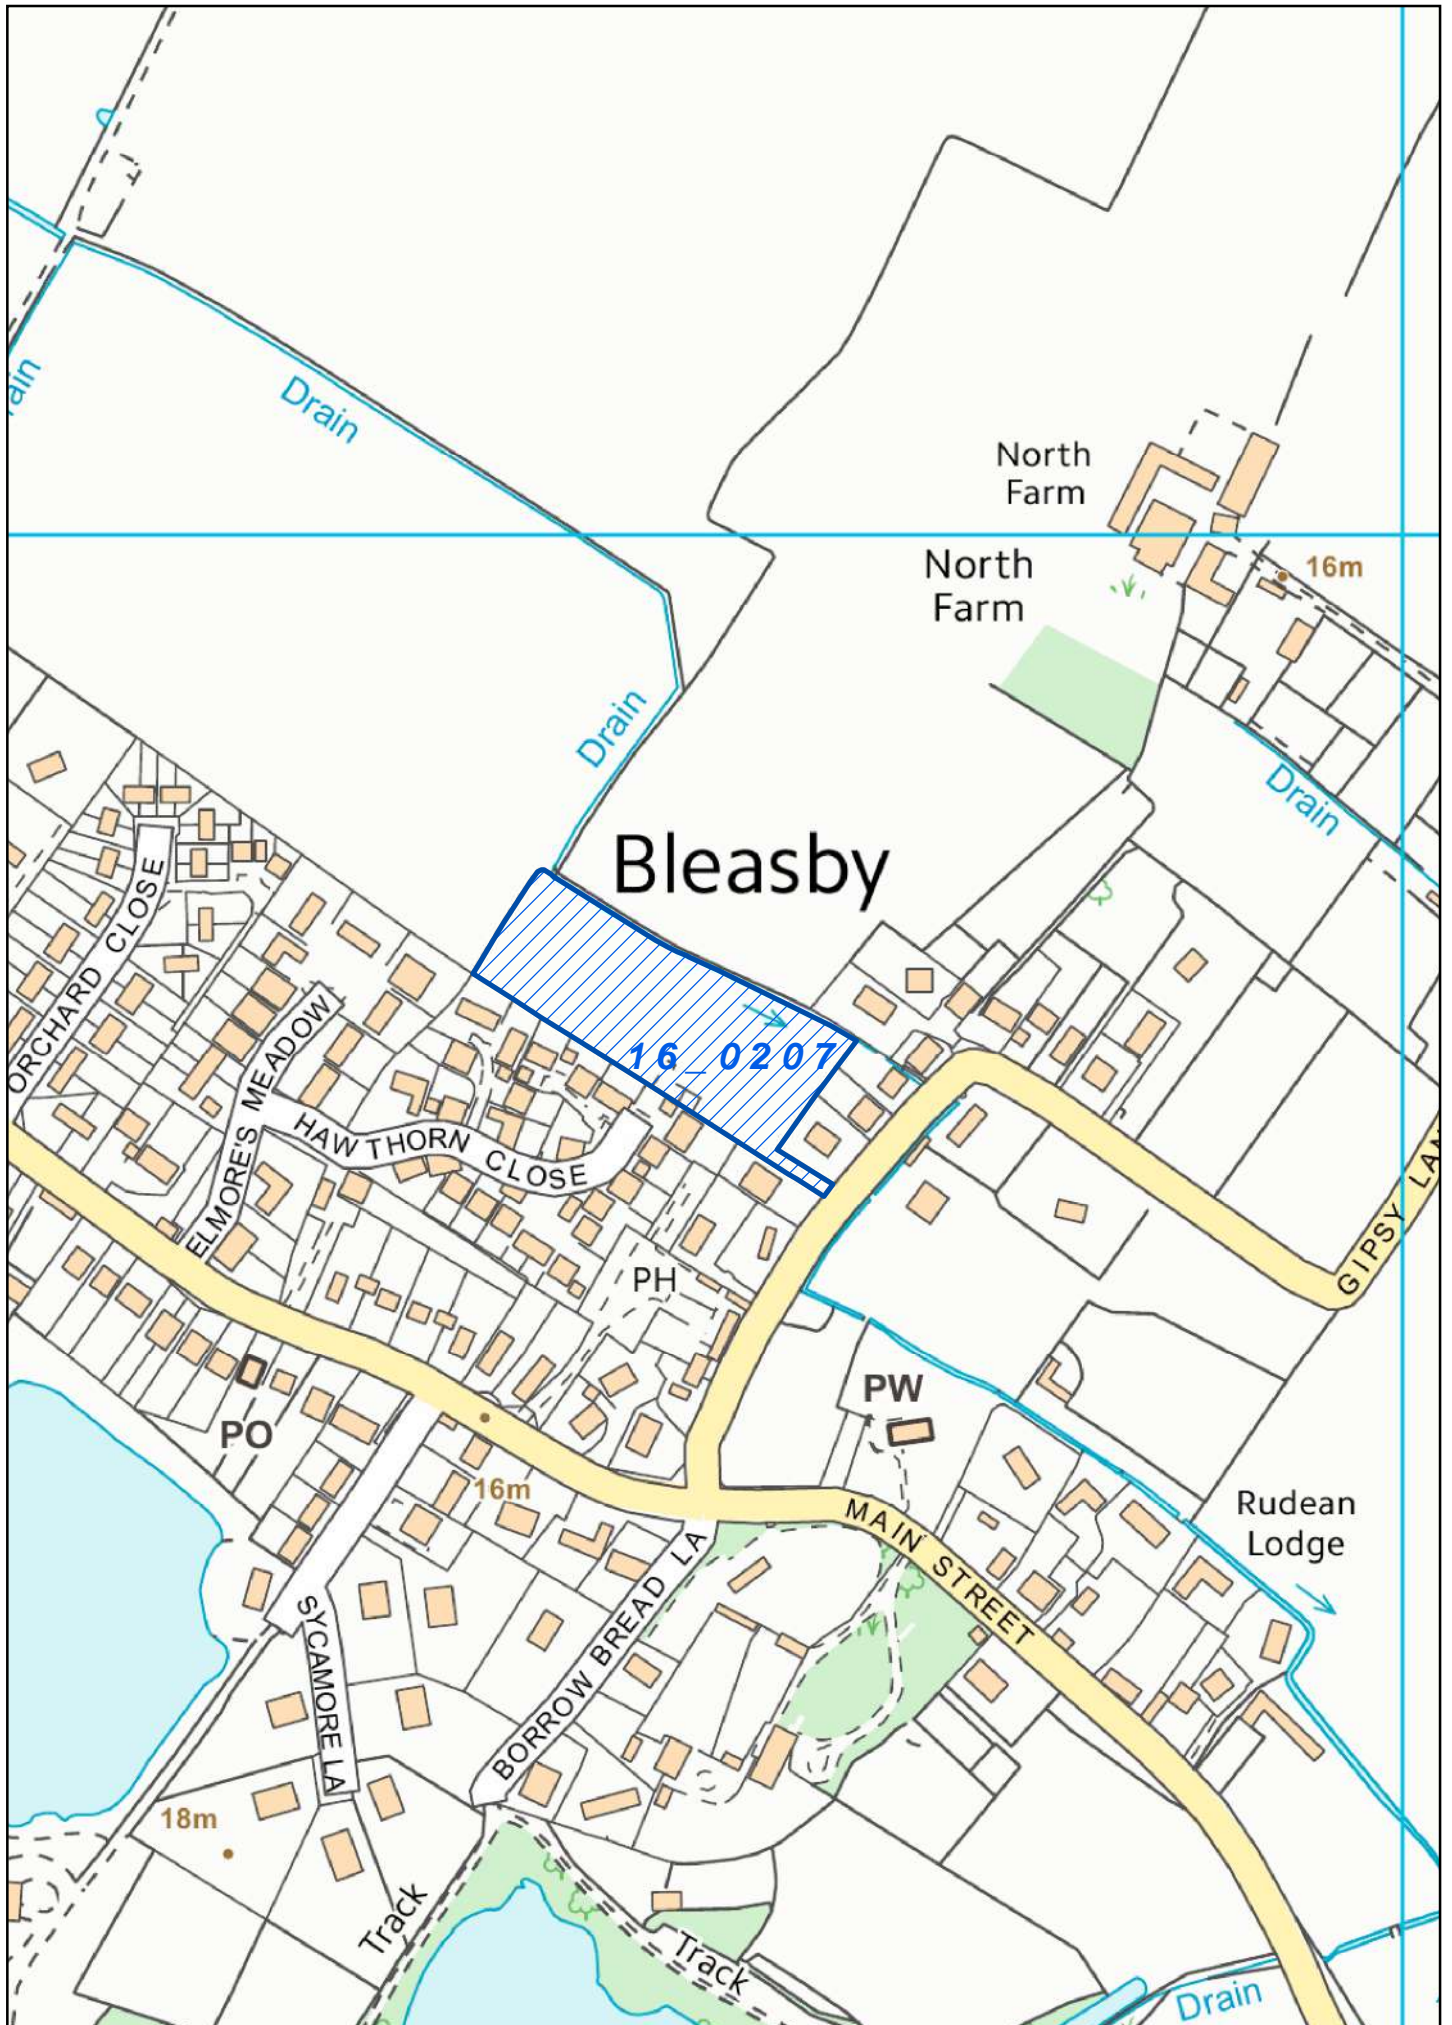 Drain
ain
North
Farm
North
Farm
16m
Drain
Drain
Bleasby
ORCHARD CLOSE
ELMORE'S MEADOW
16_0207
HAWTHORN CLOSE
GIPSY LAN
PH
PW
PO
16m
MAIN STREET
Rudean
Lodge
SYCAMORE LA
BORROW BREAD LA
18m
Track
Track
Drain